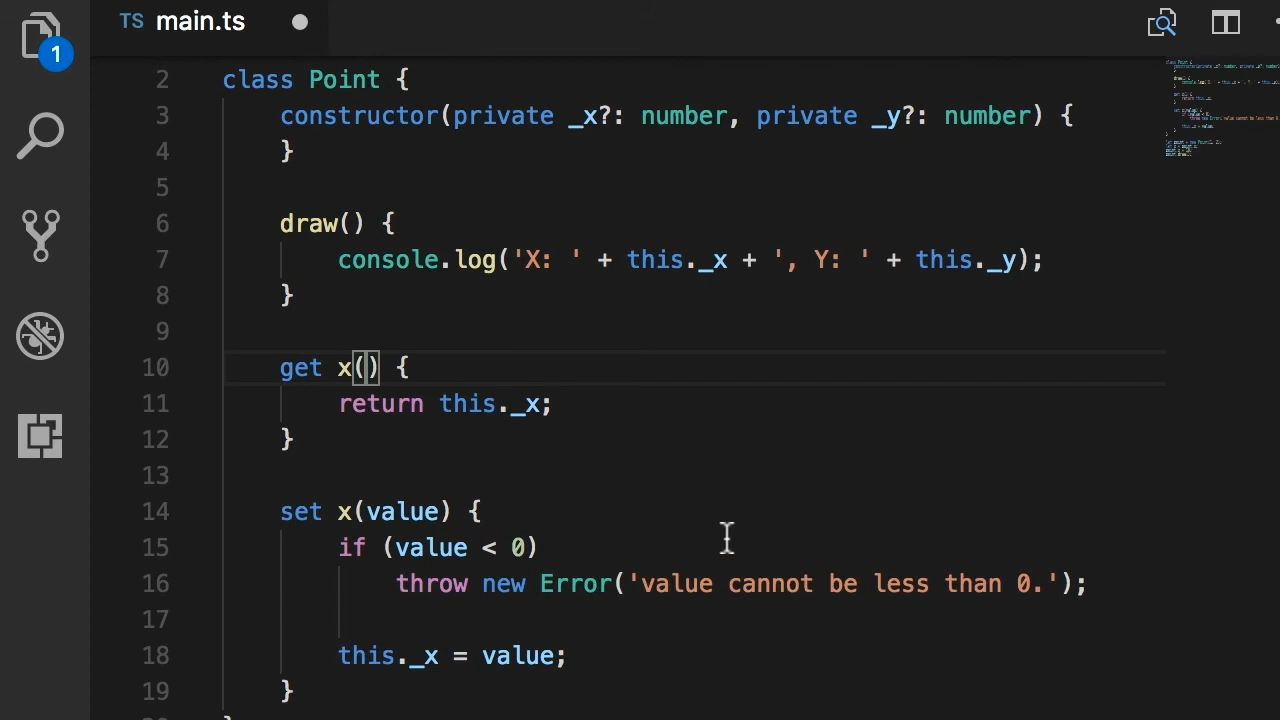 TS main.ts
1
2 class Point {
3 constructor(private _x?: number, private _y?: number) {
4 }
5
6 draw() {
7 console.log('X: ' + this._x + ', Y: ' + this._y);
8 }
9
10 get x() {
11 return this._x;
12 }
13
14 set x(value) {
15 if (value < 0)
16 throw new Error('value cannot be less than 0.');
17
18 this._x = value;
19 }